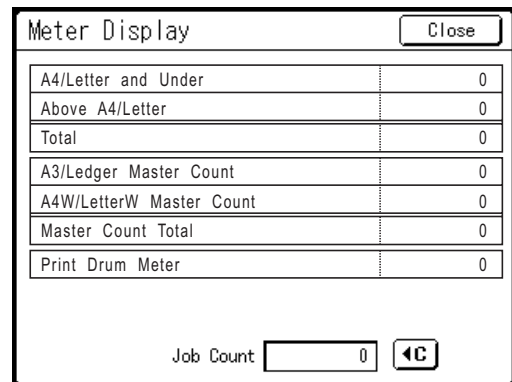 Meter Display Close
A4/Letter and Under 0
Above A4/Letter 0
Total 0
A3/Ledger Master Count 0
A4W/LetterW Master Count 0
Master Count Total 0
Print Drum Meter 0
Job Count 0 ◀C